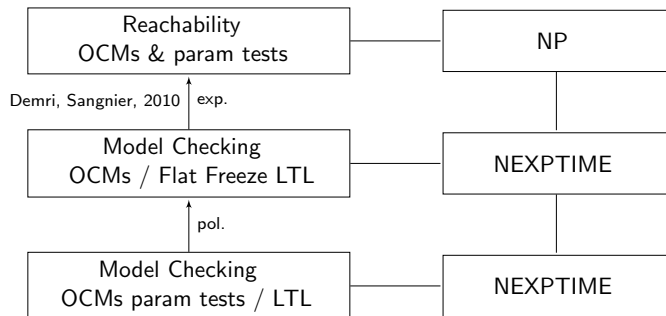 Reachability
OCMs & param tests
NP
Demri, Sangnier, 2010 exp.
Model Checking
OCMs / Flat Freeze LTL
NEXPTIME
pol.
Model Checking
OCMs param tests / LTL
NEXPTIME